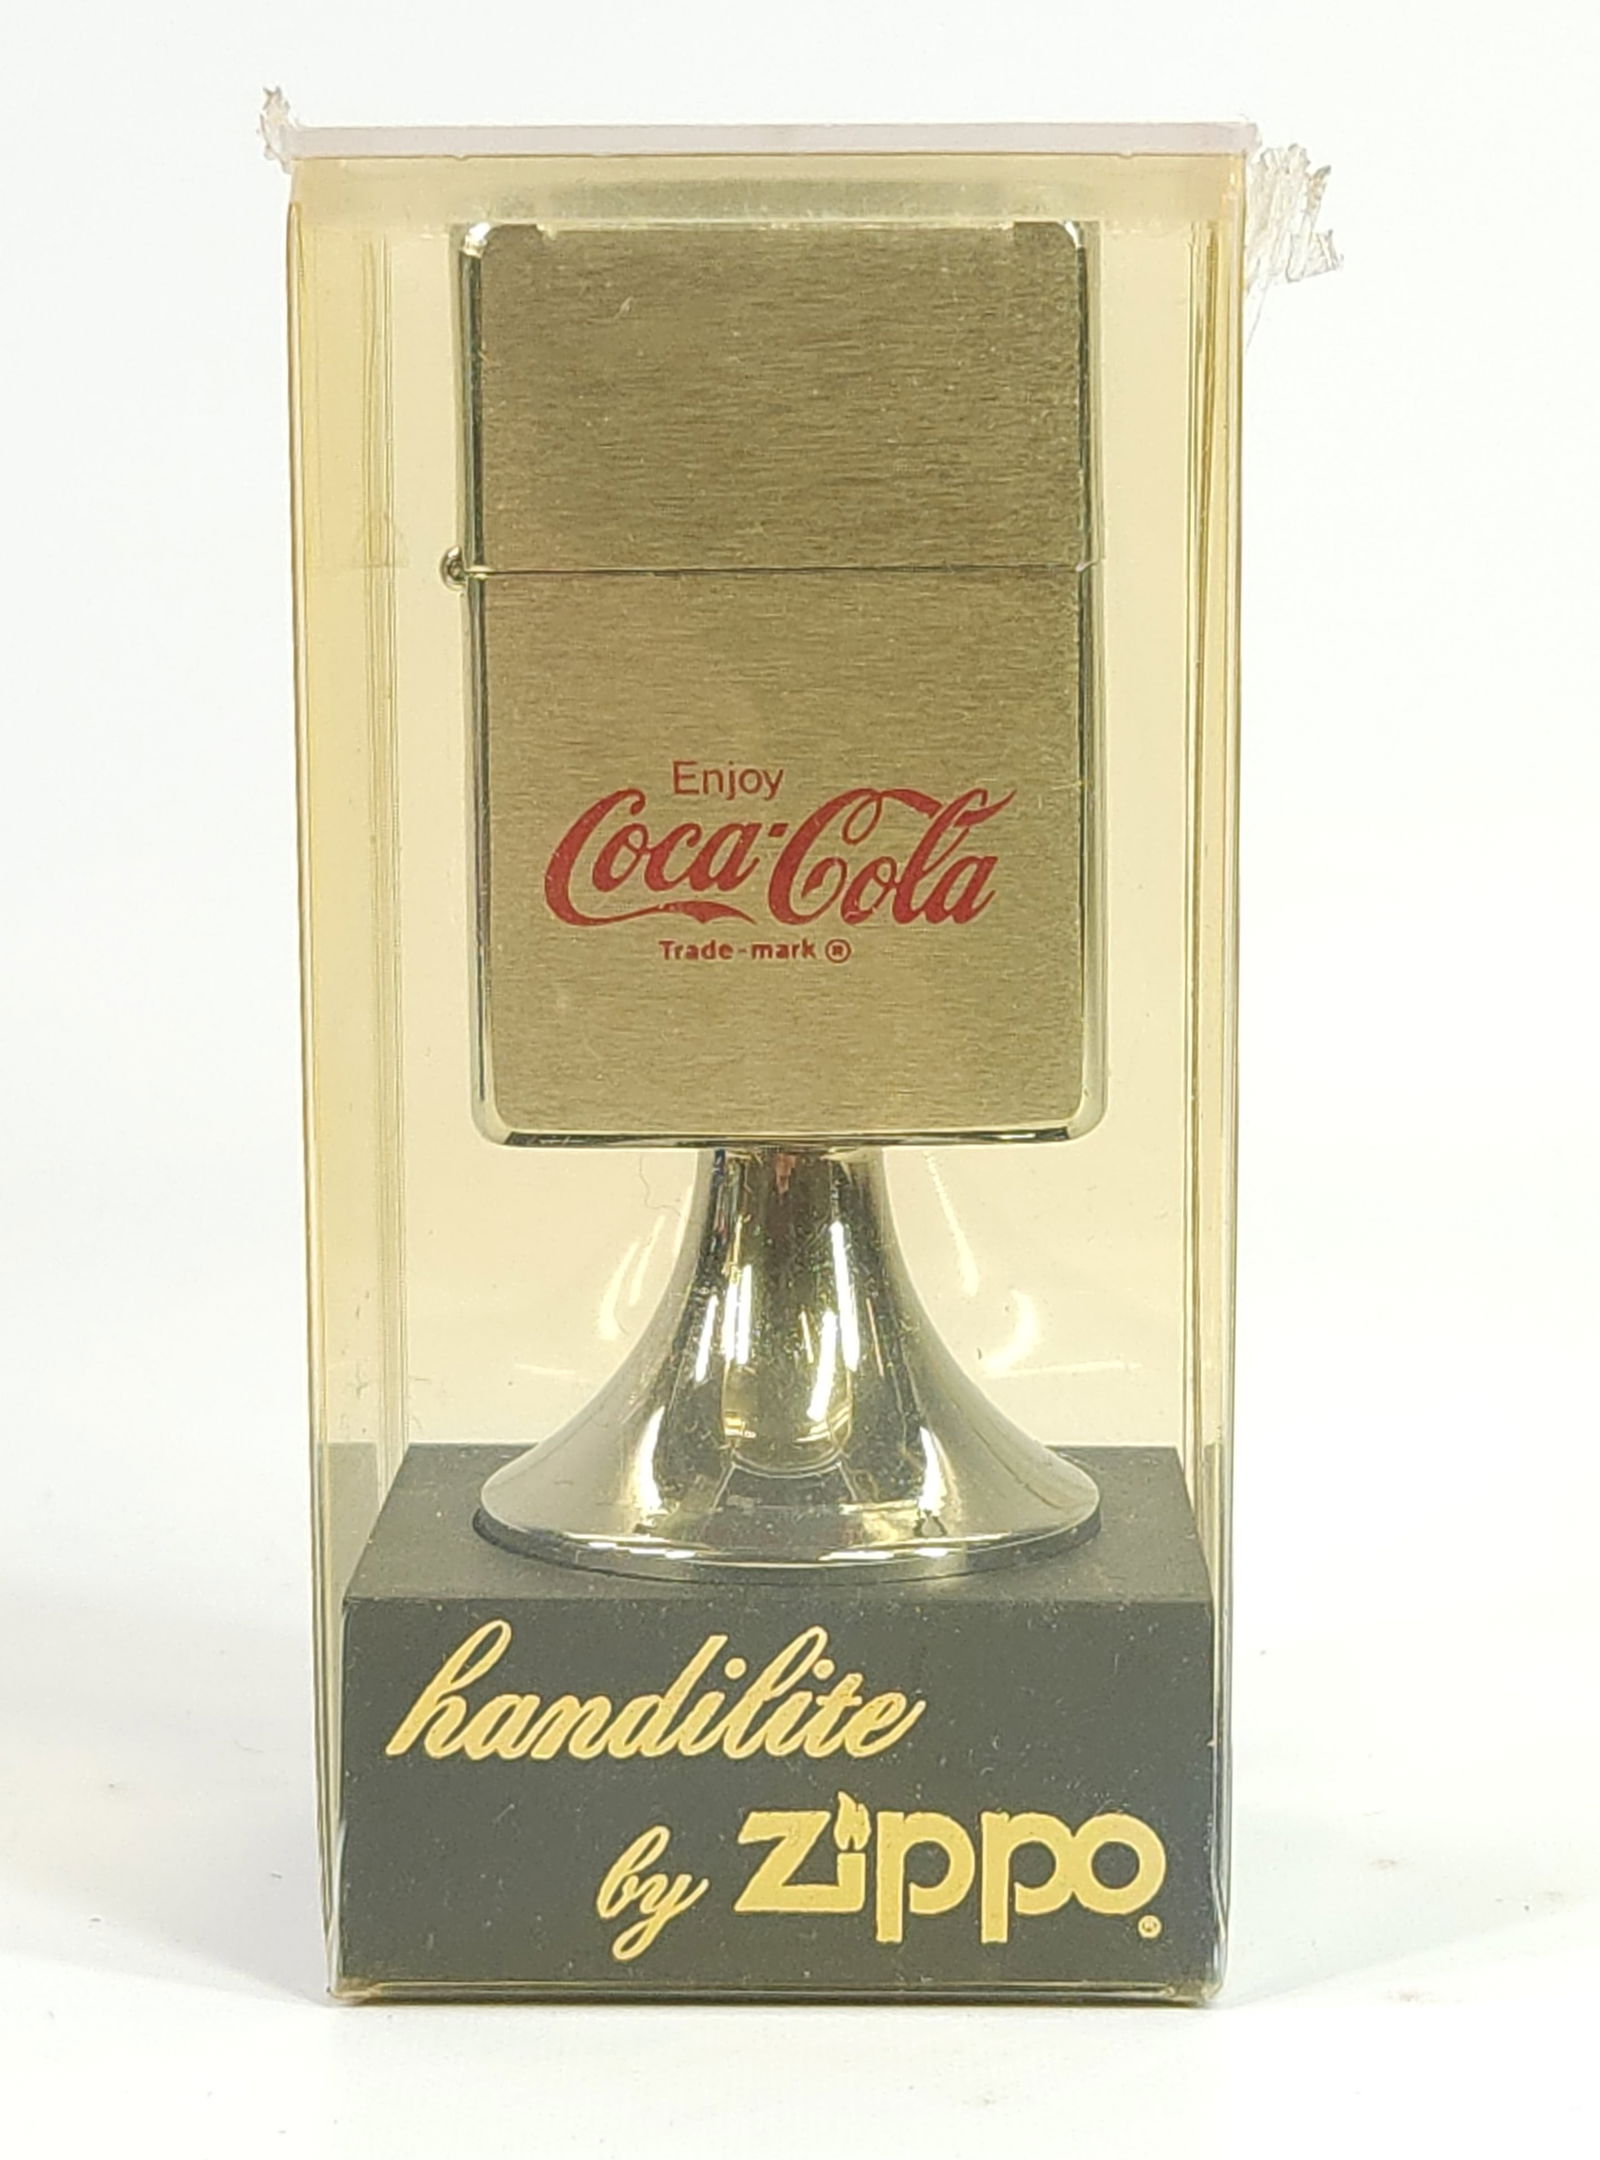 Enjoy
Coca-Cola
Trade-mark ®
handilite
by zippo®